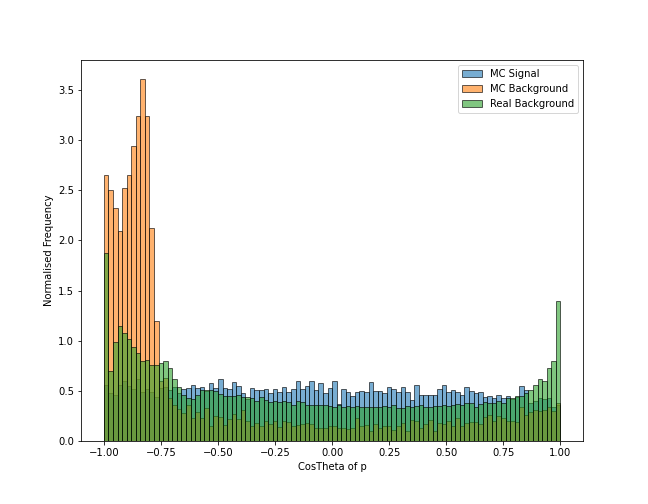 MC Signal
MC Background
Real Background
3.5
3.0
2.5
2.0
1.5
1.0
0.5
0.0
Normalised Frequency
−1.00 −0.75 −0.50 −0.25 0.00 0.25 0.50 0.75 1.00
CosTheta of p